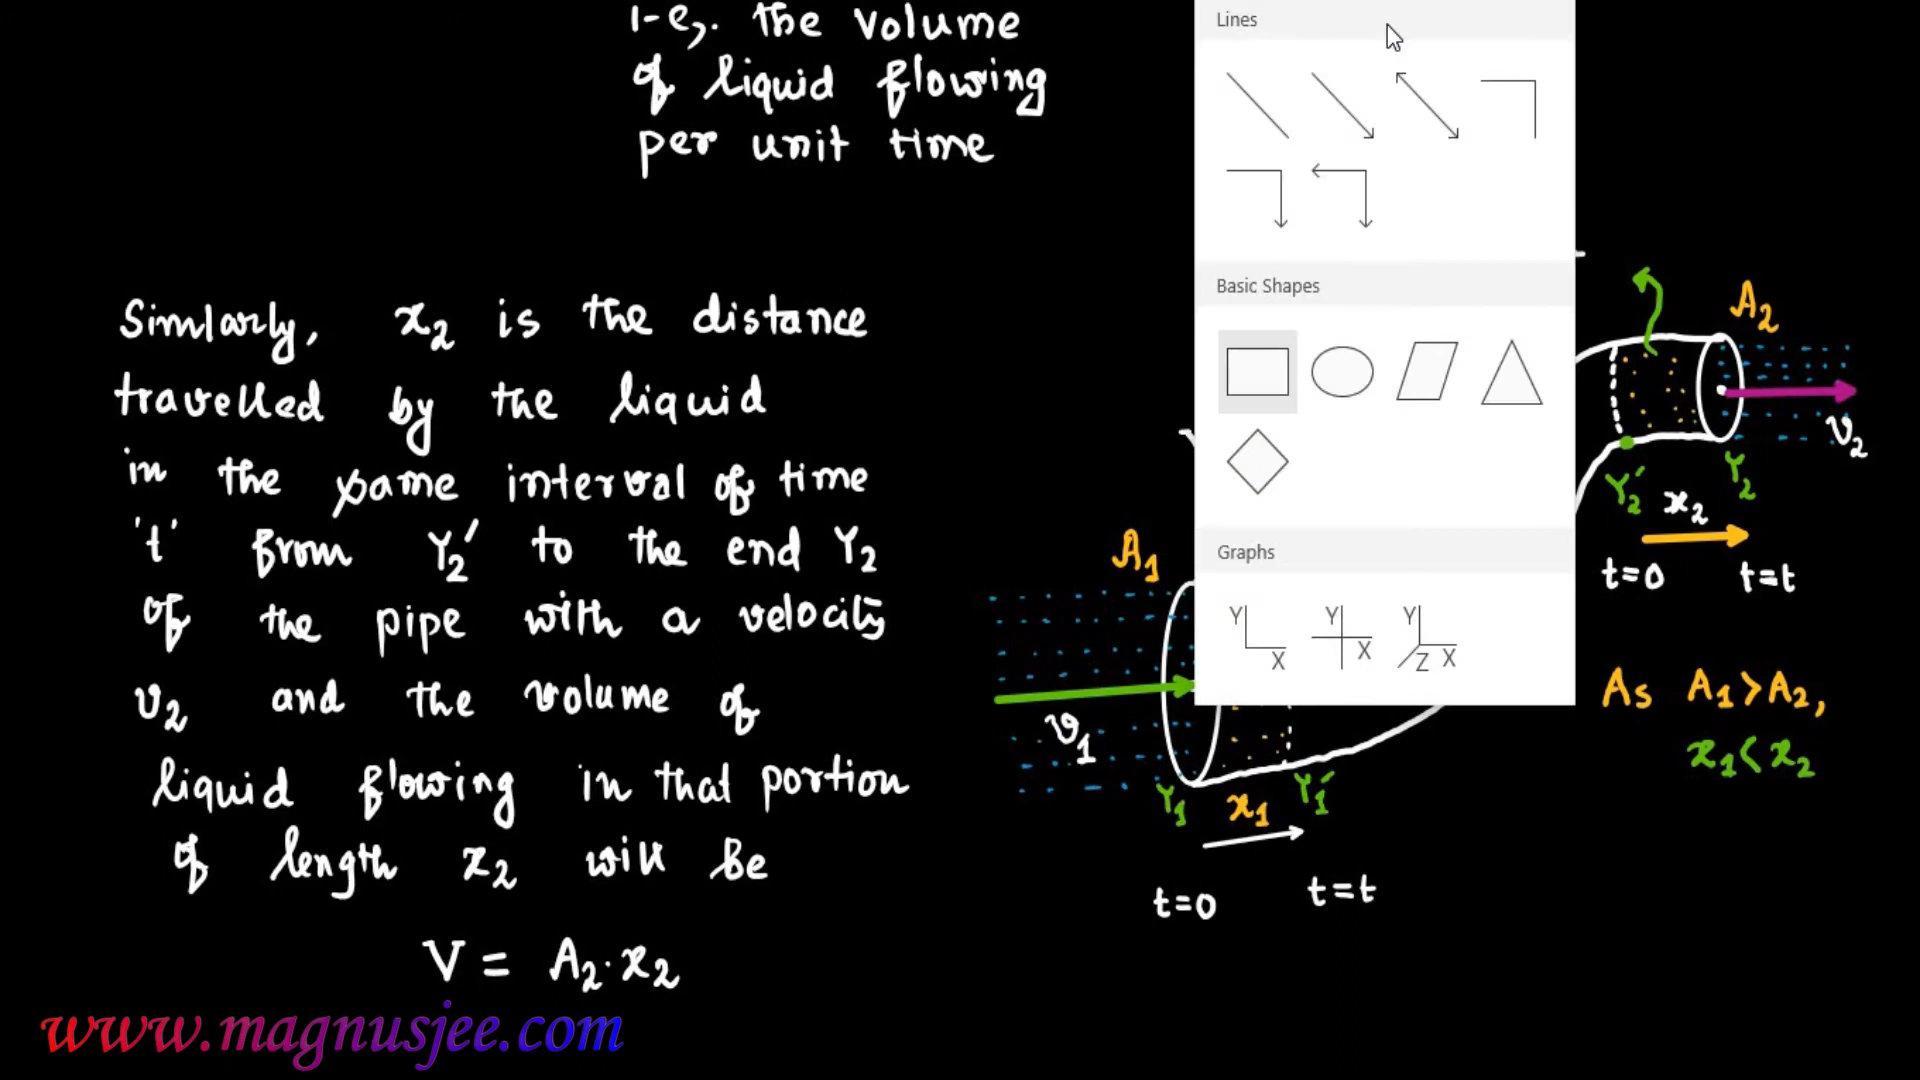 i-e,. the volume
of liquid flowing
per unit time
Simlarly, x2 is the distance
travelled by the liquid
in the same interval of time
't' from Y2' to the end Y2
of the pipe with a velocity
v2 and the volume of
liquid flowing in that portion
of length x2 will be
V = A2·x2
www.magnusjee.com
Lines
Basic Shapes
Graphs
Y X
Y X
Y Z X
A2
v2
Y2' Y2
x2
t=0 t=t
A1
v1
Y1 x1 Y1'
t=0 t=t
As A1>A2,
x1<x2